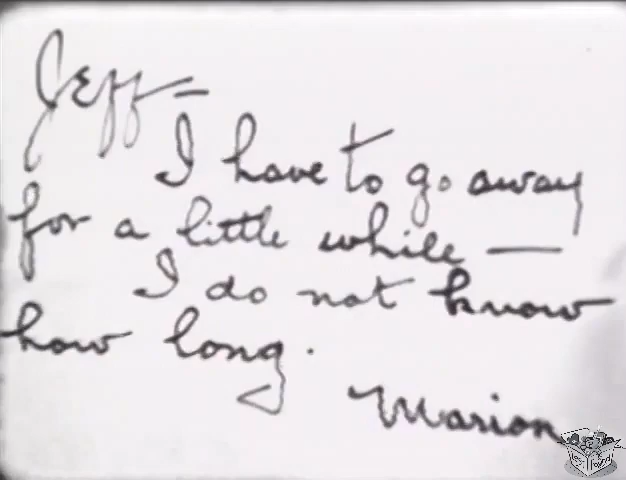 Jeff —
I have to go away
for a little while —
I do not know
how long.
Marion